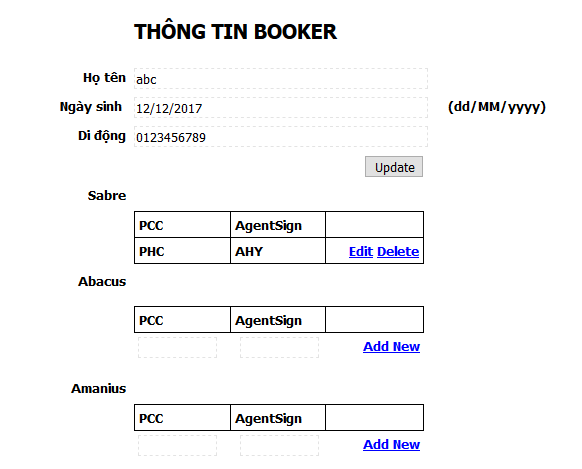 THÔNG TIN BOOKER
Họ tên abc
Ngày sinh 12/12/2017 (dd/MM/yyyy)
Di động 0123456789
Update
Sabre
PCC AgentSign
PHC AHY Edit Delete
Abacus
PCC AgentSign
Add New
Amanius
PCC AgentSign
Add New